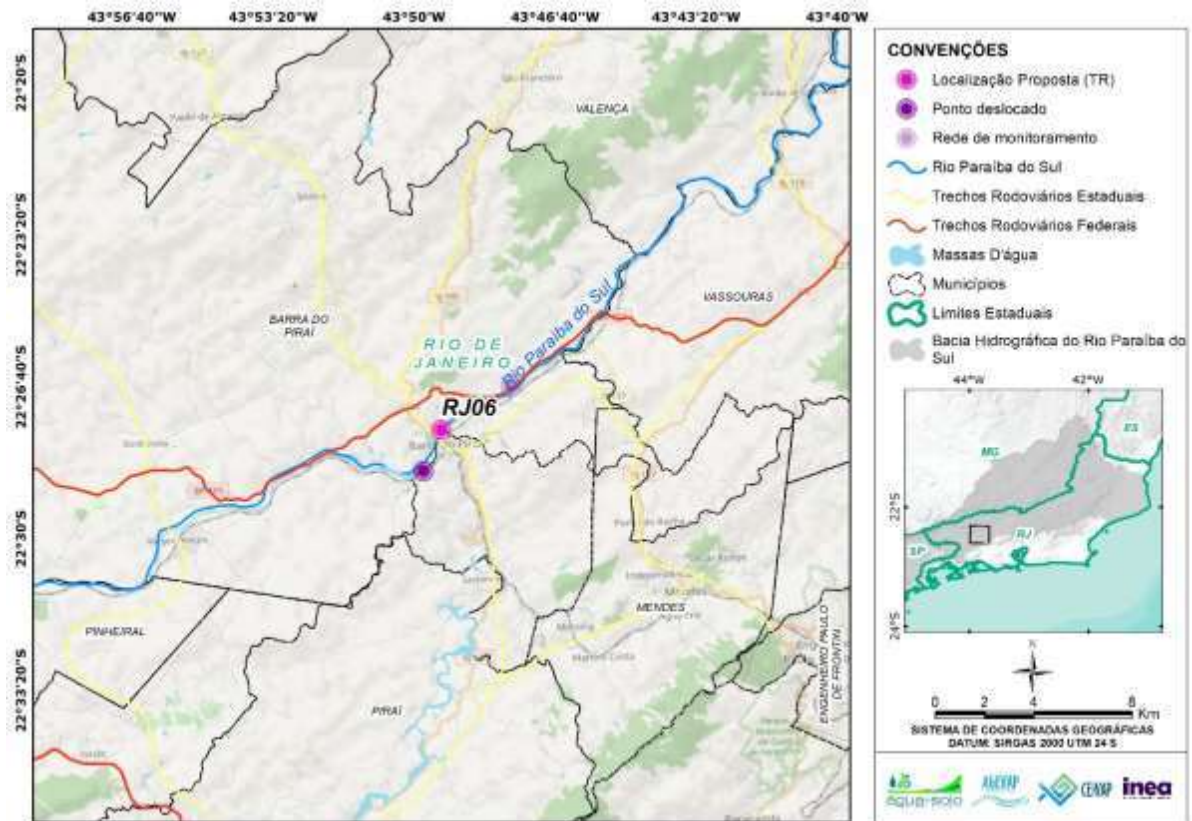 43°56'20"W 43°53'20"W 43°50'W 43°46'40"W 43°43'20"W 43°40'W
22°20'S
22°23'20"S
22°26'40"S
22°30'S
22°33'20"S
VALENÇA
VASSOURAS
BARRA DO
PIRAÍ
RIO DE
JANEIRO
Rio Paraíba do Sul
RJ06
MENDES
PINHEIRAL
PIRAÍ
ENGENHEIRO PAULO
DE FRONTIN
CONVENÇÕES
Localização Proposta (TR)
Ponto deslocado
Rede de monitoramento
Rio Paraíba do Sul
Trechos Rodoviários Estaduais
Trechos Rodoviários Federais
Massas D'água
Municípios
Limites Estaduais
Bacia Hidrográfica do Rio Paraíba do
Sul
44°W 42°W
22°S
24°S
MG
ES
SP
RJ
N
0 2 4 8
Km
SISTEMA DE COORDENADAS GEOGRÁFICAS
DATUM: SIRGAS 2000 UTM 24 S
ÁGUA-SOLO AGEVAP CEIVAP inea